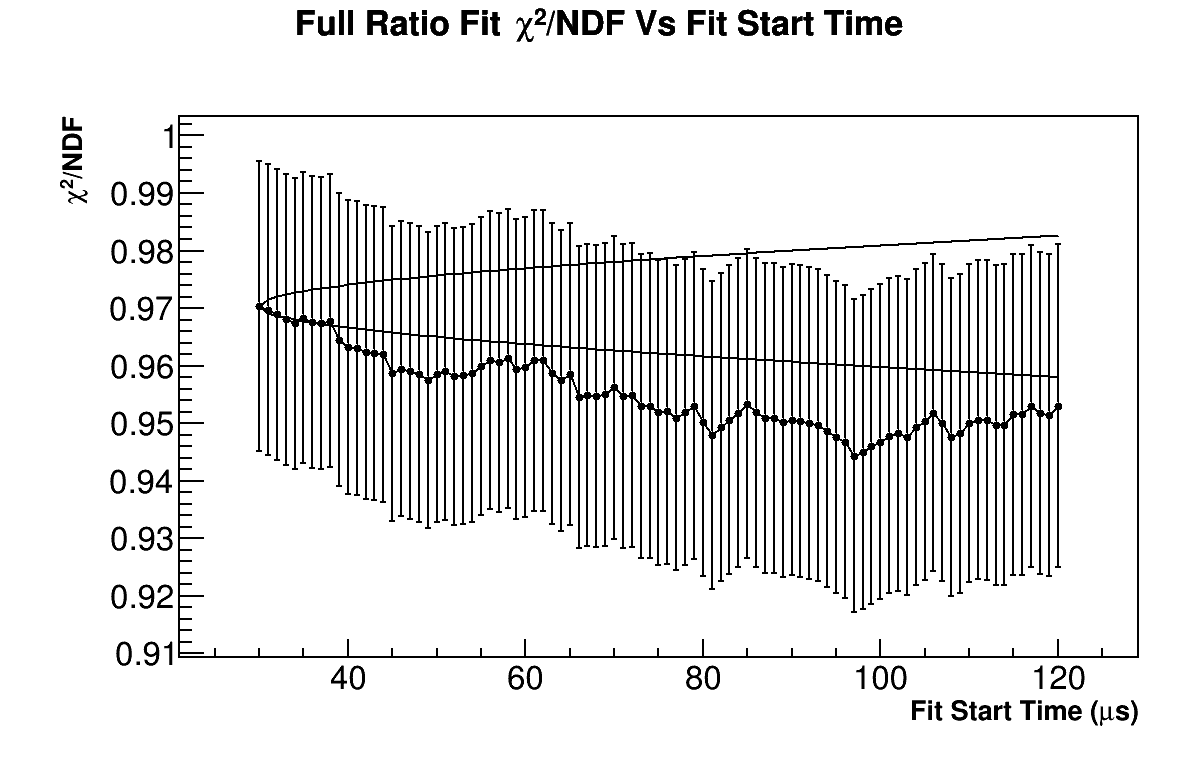 Full Ratio Fit χ²/NDF Vs Fit Start Time
χ²/NDF
1
0.99
0.98
0.97
0.96
0.95
0.94
0.93
0.92
0.91
40 60 80 100 120
Fit Start Time (μs)